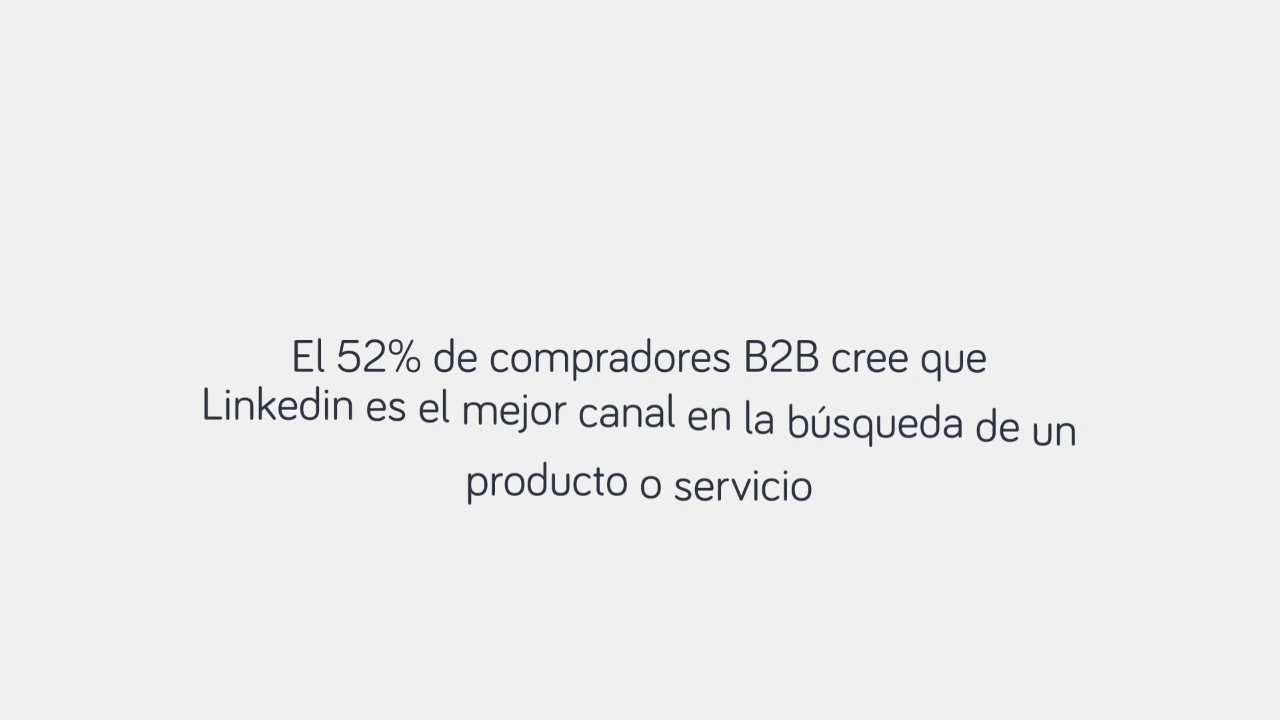 El 52% de compradores B2B cree que
Linkedin es el mejor canal en la búsqueda de un
producto o servicio